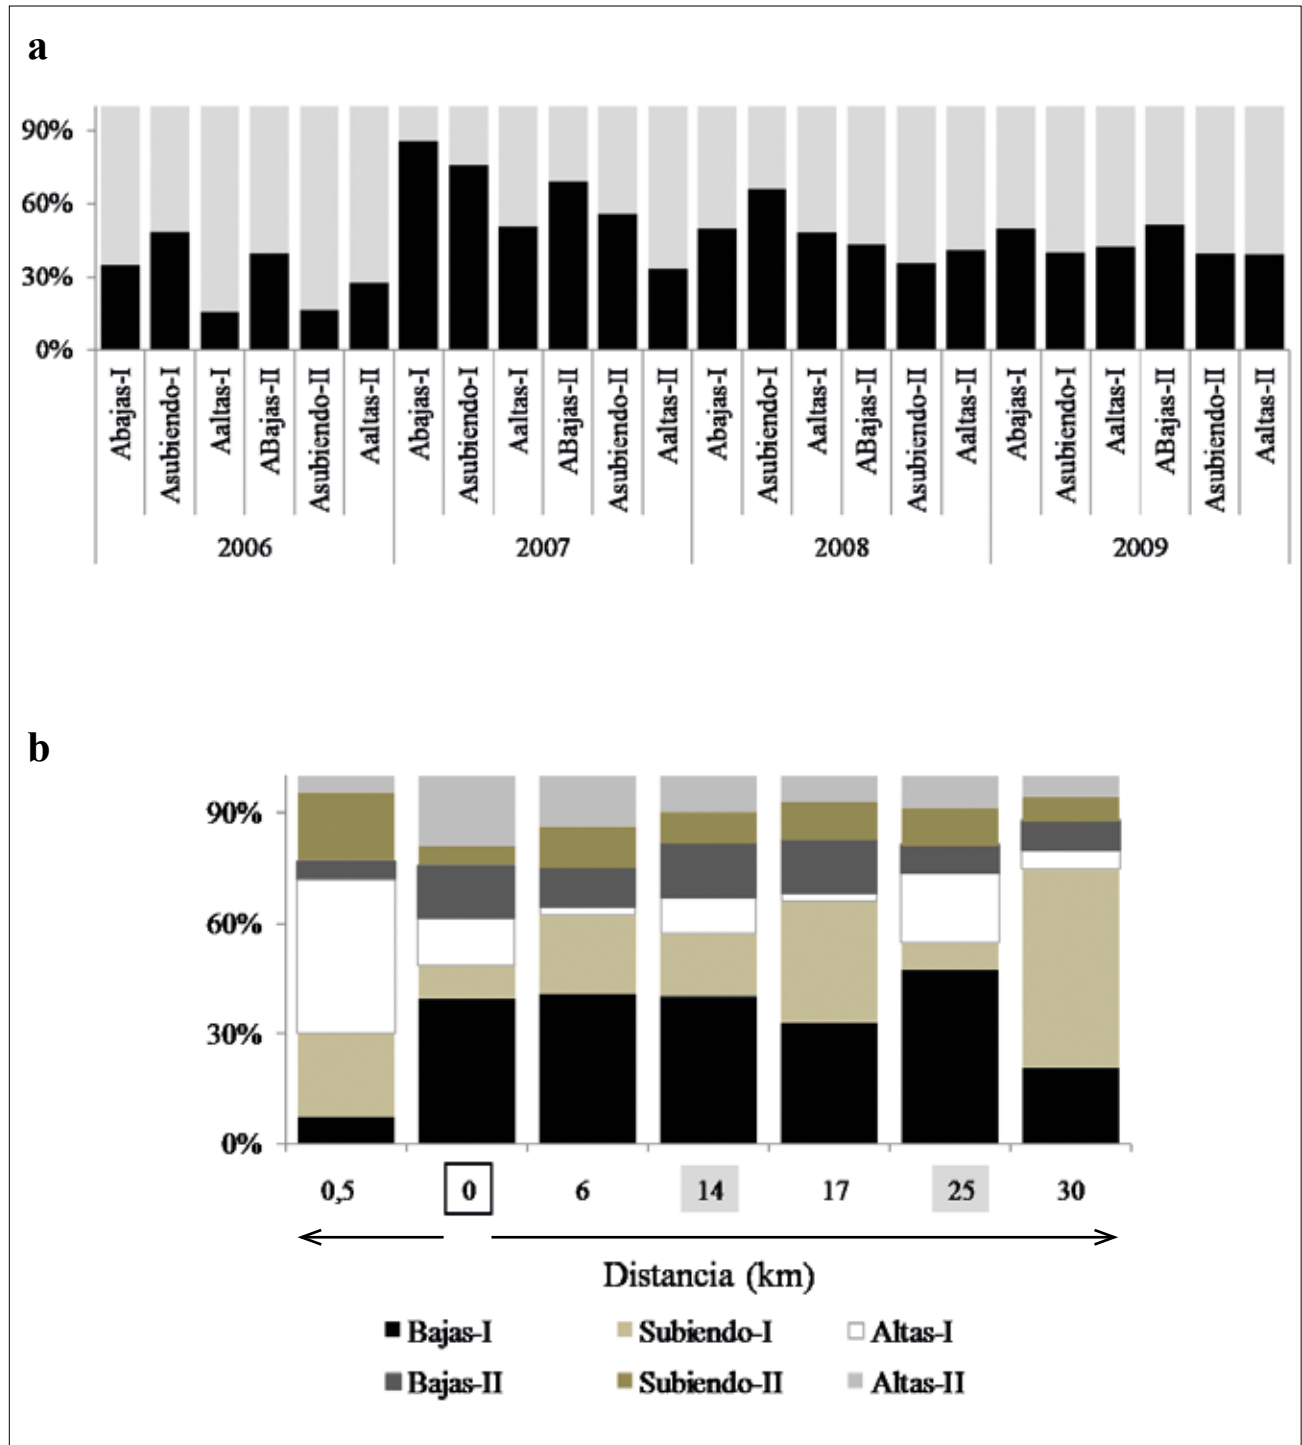 a
90%
60%
30%
0%
Abajas-I
Asubiendo-I
Aaltas-I
ABajas-II
Asubiendo-II
Aaltas-II
Abajas-I
Asubiendo-I
Aaltas-I
ABajas-II
Asubiendo-II
Aaltas-II
Abajas-I
Asubiendo-I
Aaltas-I
ABajas-II
Asubiendo-II
Aaltas-II
Abajas-I
Asubiendo-I
Aaltas-I
ABajas-II
Asubiendo-II
Aaltas-II
2006 2007 2008 2009
b
90%
60%
30%
0%
0,5 0 6 14 17 25 30
Distancia (km)
Bajas-I Subiendo-I Altas-I
Bajas-II Subiendo-II Altas-II